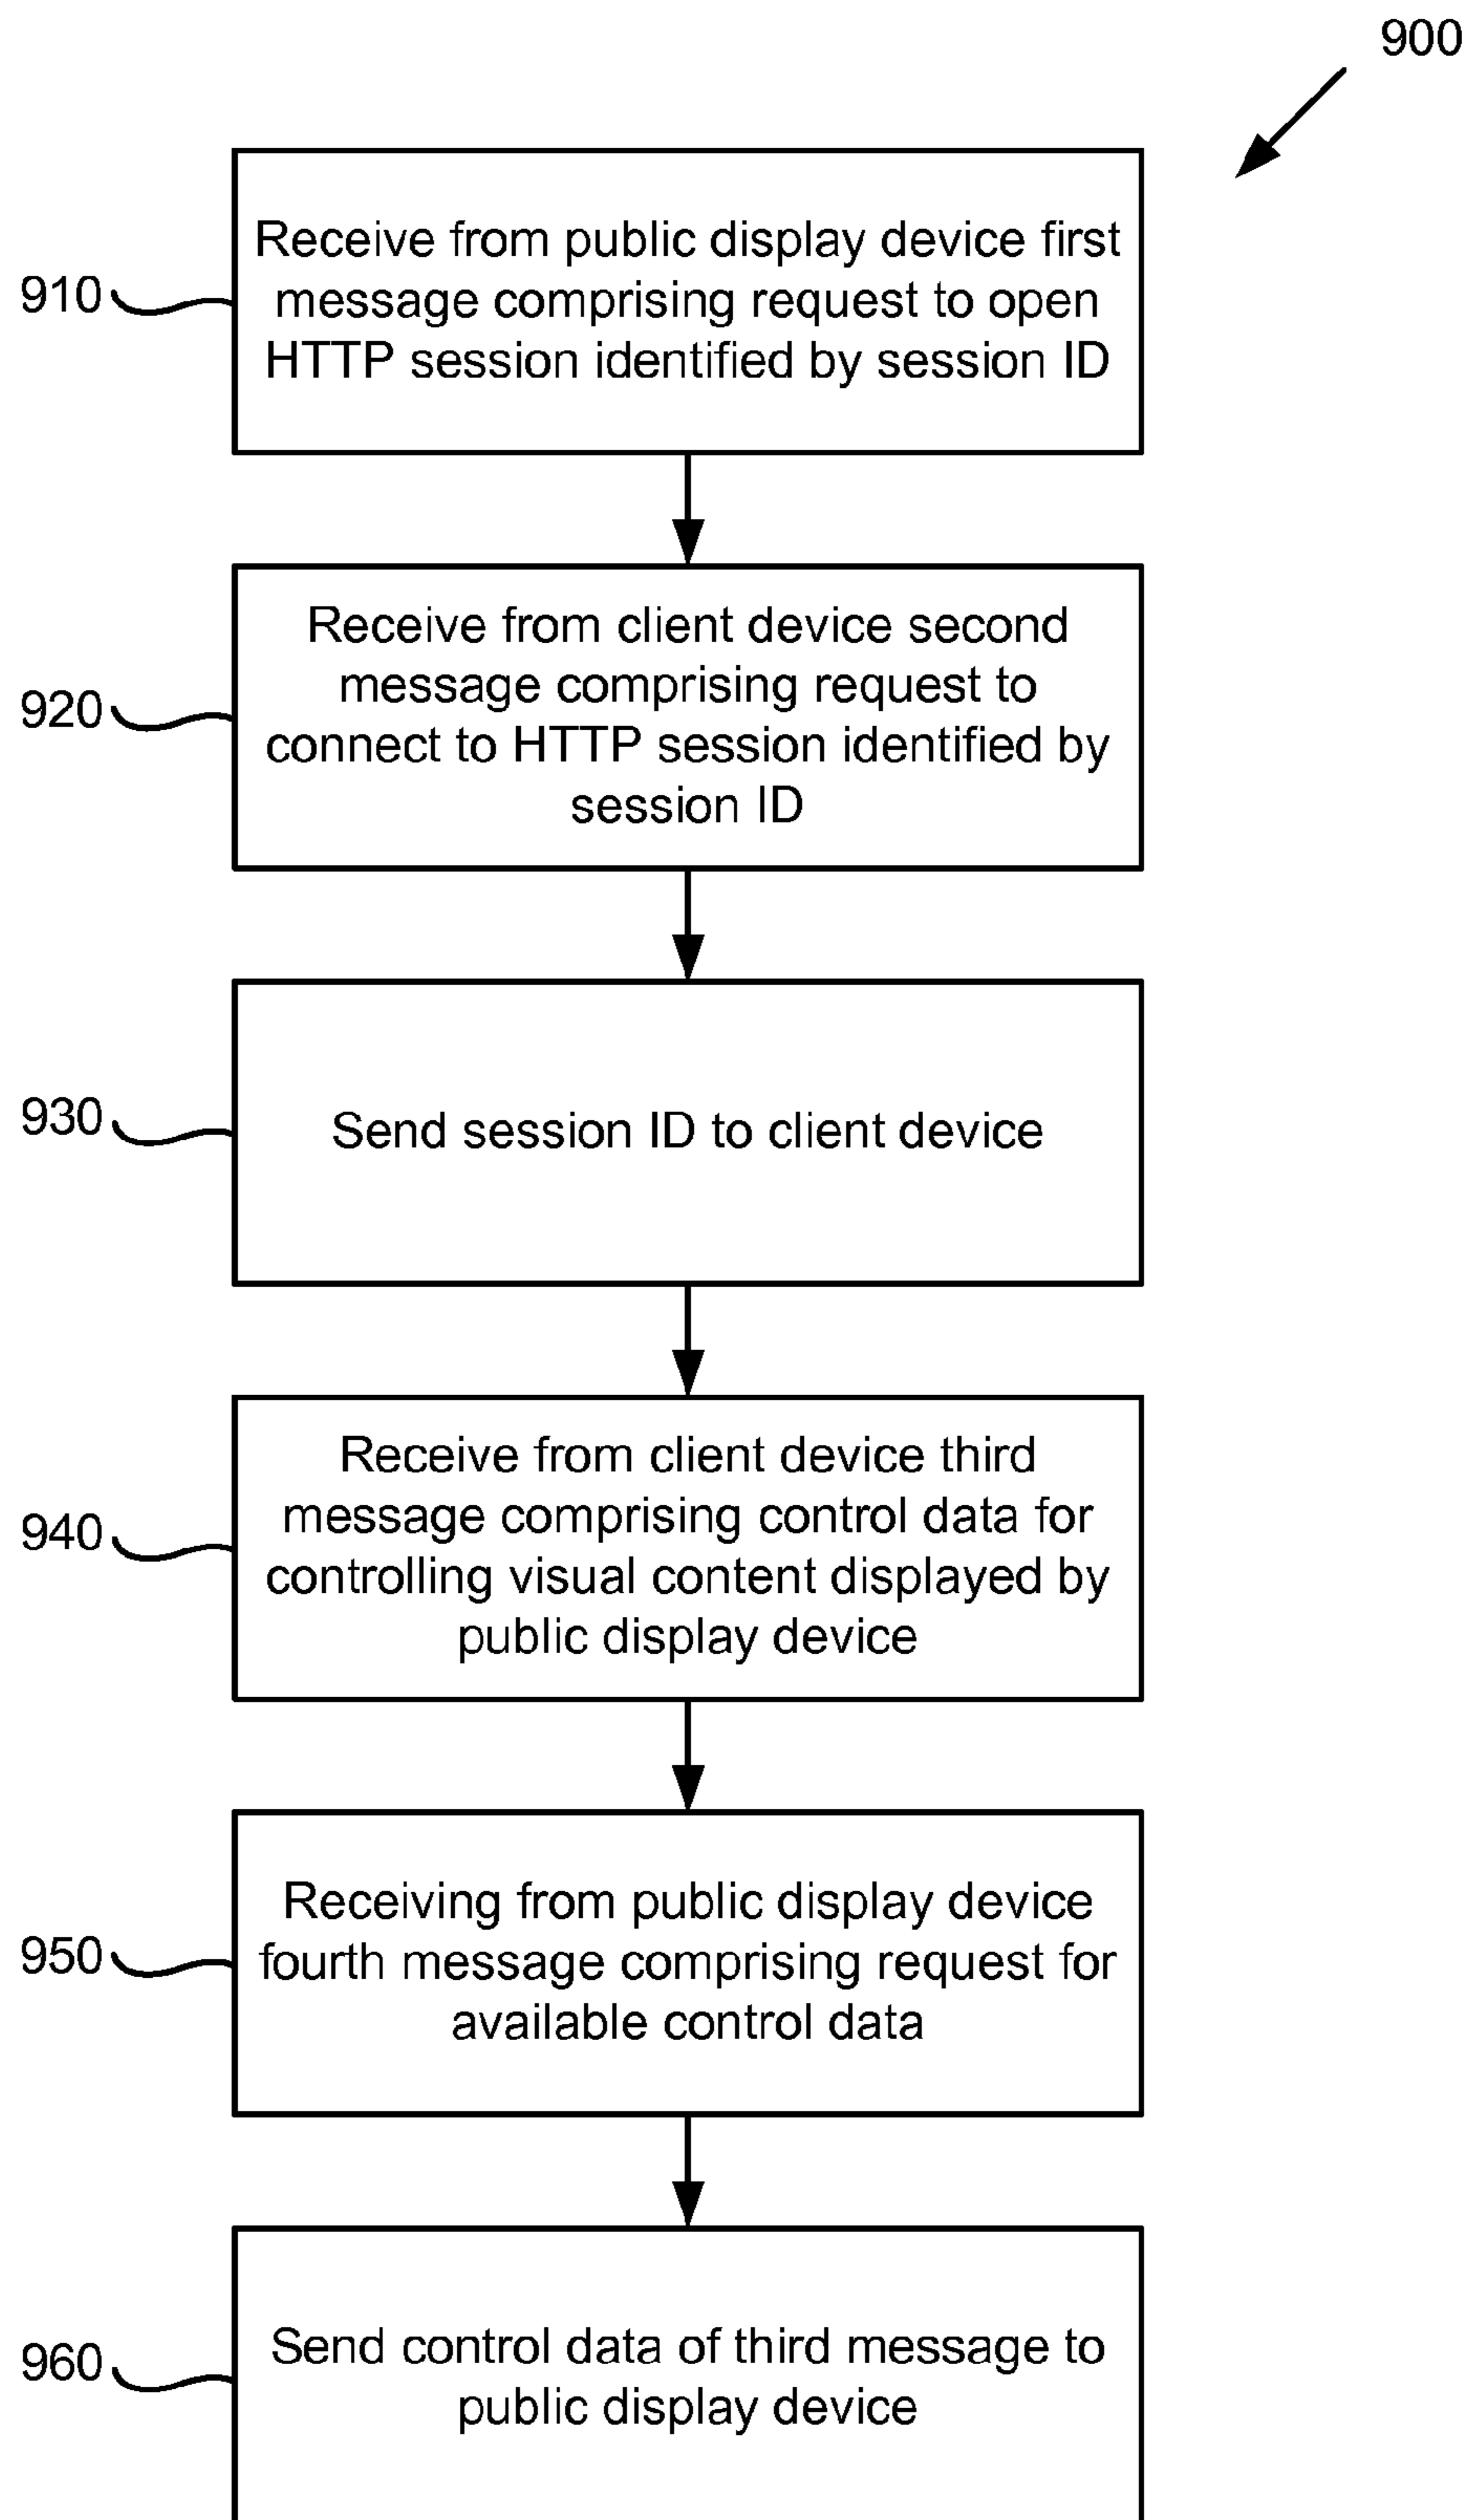 900
910
Receive from public display device first
message comprising request to open
HTTP session identified by session ID
920
Receive from client device second
message comprising request to
connect to HTTP session identified by
session ID
930
Send session ID to client device
940
Receive from client device third
message comprising control data for
controlling visual content displayed by
public display device
950
Receiving from public display device
fourth message comprising request for
available control data
960
Send control data of third message to
public display device